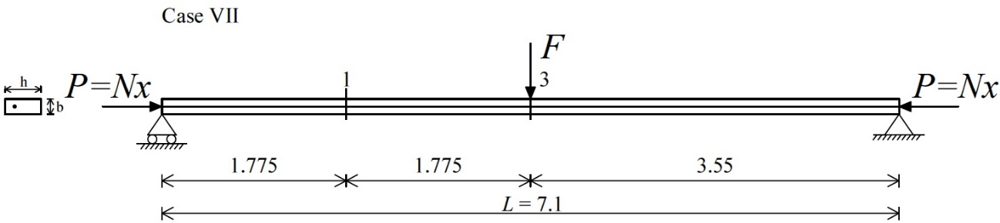 Case VII
F
h
P=Nx
1
3
P=Nx
b
1.775
1.775
3.55
L = 7.1